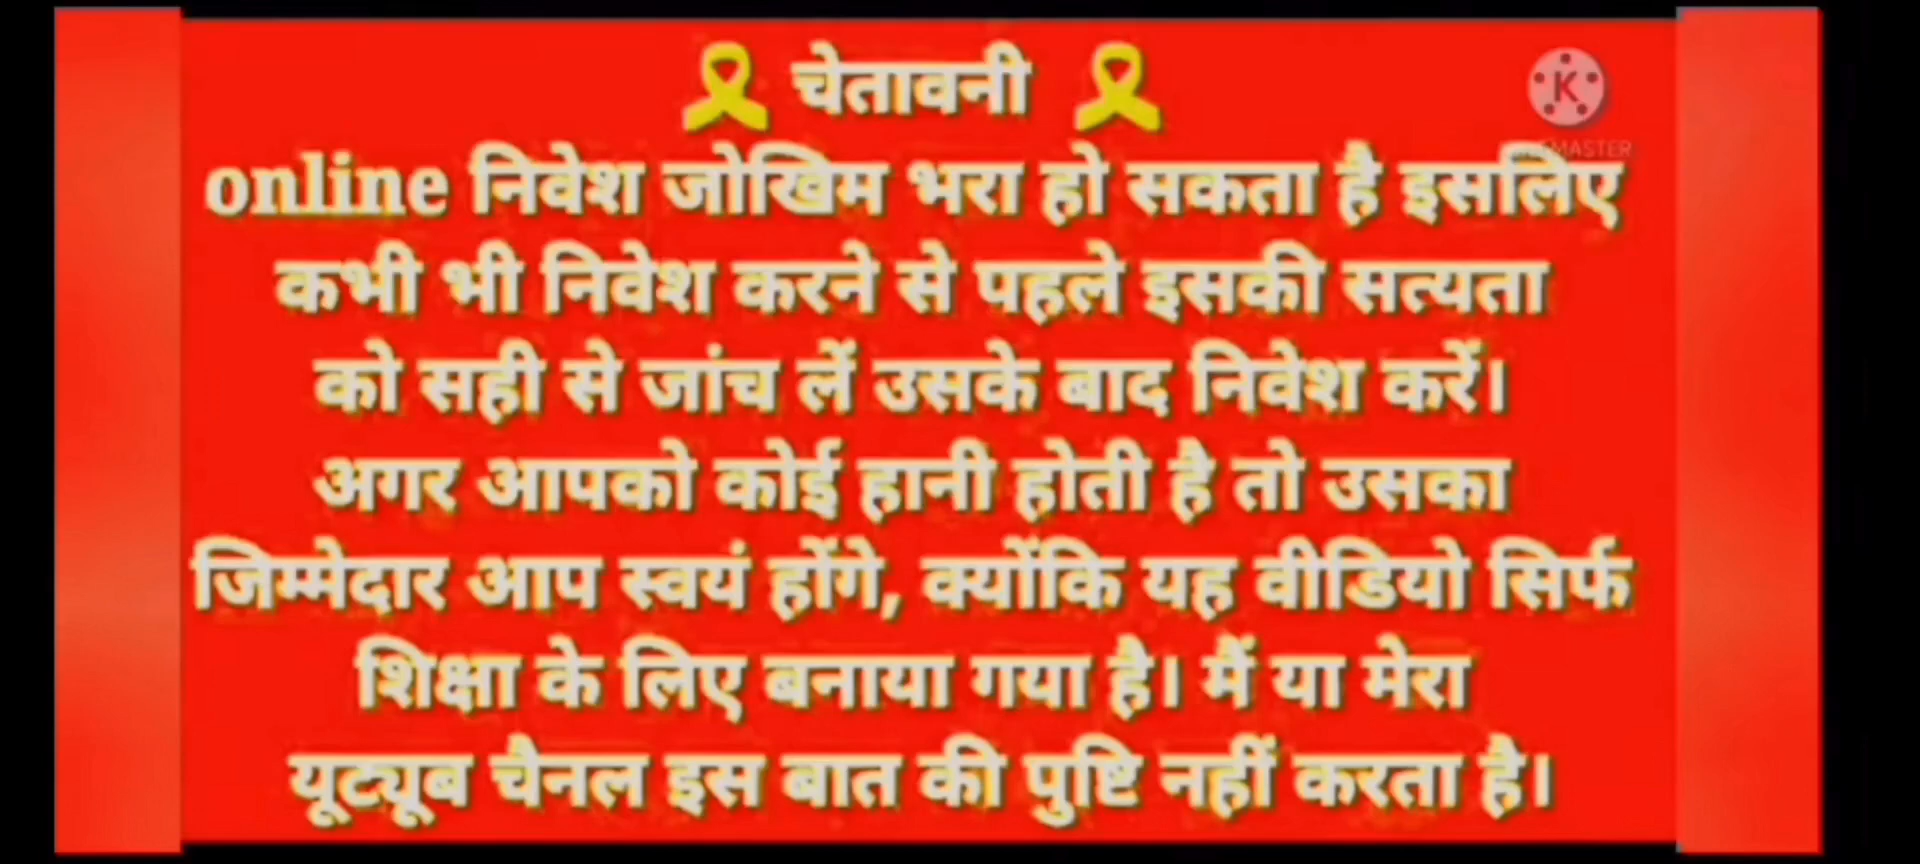 🎗 चेतावनी 🎗
K
KINEMASTER
online निवेश जोखिम भरा हो सकता है इसलिए
कभी भी निवेश करने से पहले इसकी सत्यता
को सही से जांच लें उसके बाद निवेश करें।
अगर आपको कोई हानी होती है तो उसका
जिम्मेदार आप स्वयं होंगे, क्योंकि यह वीडियो सिर्फ
शिक्षा के लिए बनाया गया है। मैं या मेरा
यूट्यूब चैनल इस बात की पुष्टि नहीं करता है।